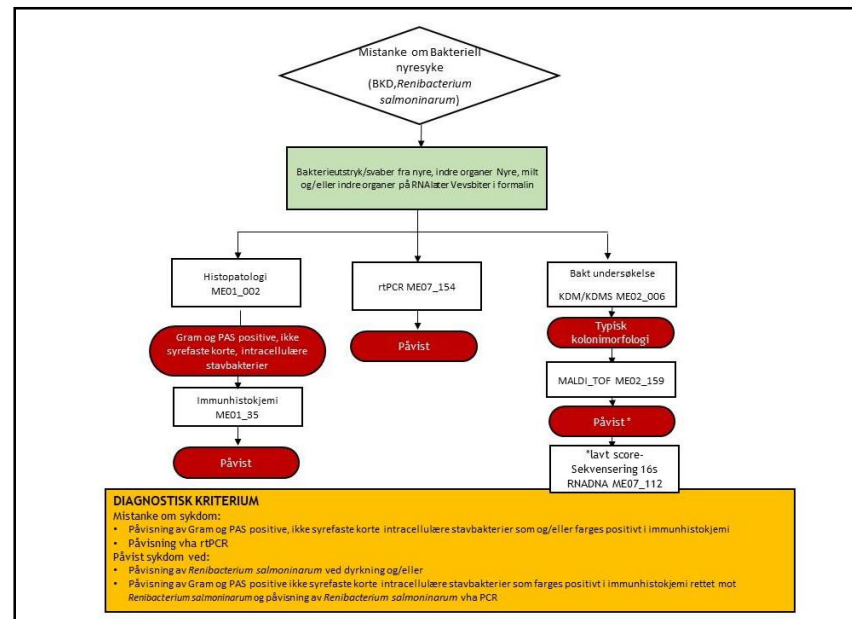 Mistanke om Bakteriell
nyresyke
(BKD,Renibacterium
salmoninarum)
Bakterieutstryk/svaber fra nyre, indre organer Nyre, milt
og/eller indre organer på RNAlater Vevsbiter i formalin
Histopatologi
ME01_002
rtPCR ME07_154
Bakt undersøkelse
KDM/KDMS ME02_006
Gram og PAS positive, ikke
syrefaste korte, intracellulære
stavbakterier
Påvist
Typisk
kolonimorfologi
Immunhistokjemi
ME01_35
MALDI_TOF ME02_159
Påvist
Påvist*
*lavt score-
Sekvensering 16s
RNADNA ME07_112
DIAGNOSTISK KRITERIUM
Mistanke om sykdom:
• Påvisning av Gram og PAS positive, ikke syrefaste korte intracellulære stavbakterier som og/eller farges positivt i immunhistokjemi
• Påvisning vha rtPCR
Påvist sykdom ved:
• Påvisning av Renibacterium salmoninarum ved dyrkning og/eller
• Påvisning av Gram og PAS positive ikke syrefaste korte intracellulære stavbakterier som farges positivt i immunhistokjemi rettet mot
Renibacterium salmoninarum og påvisning av Renibacterium salmoninarum vha PCR